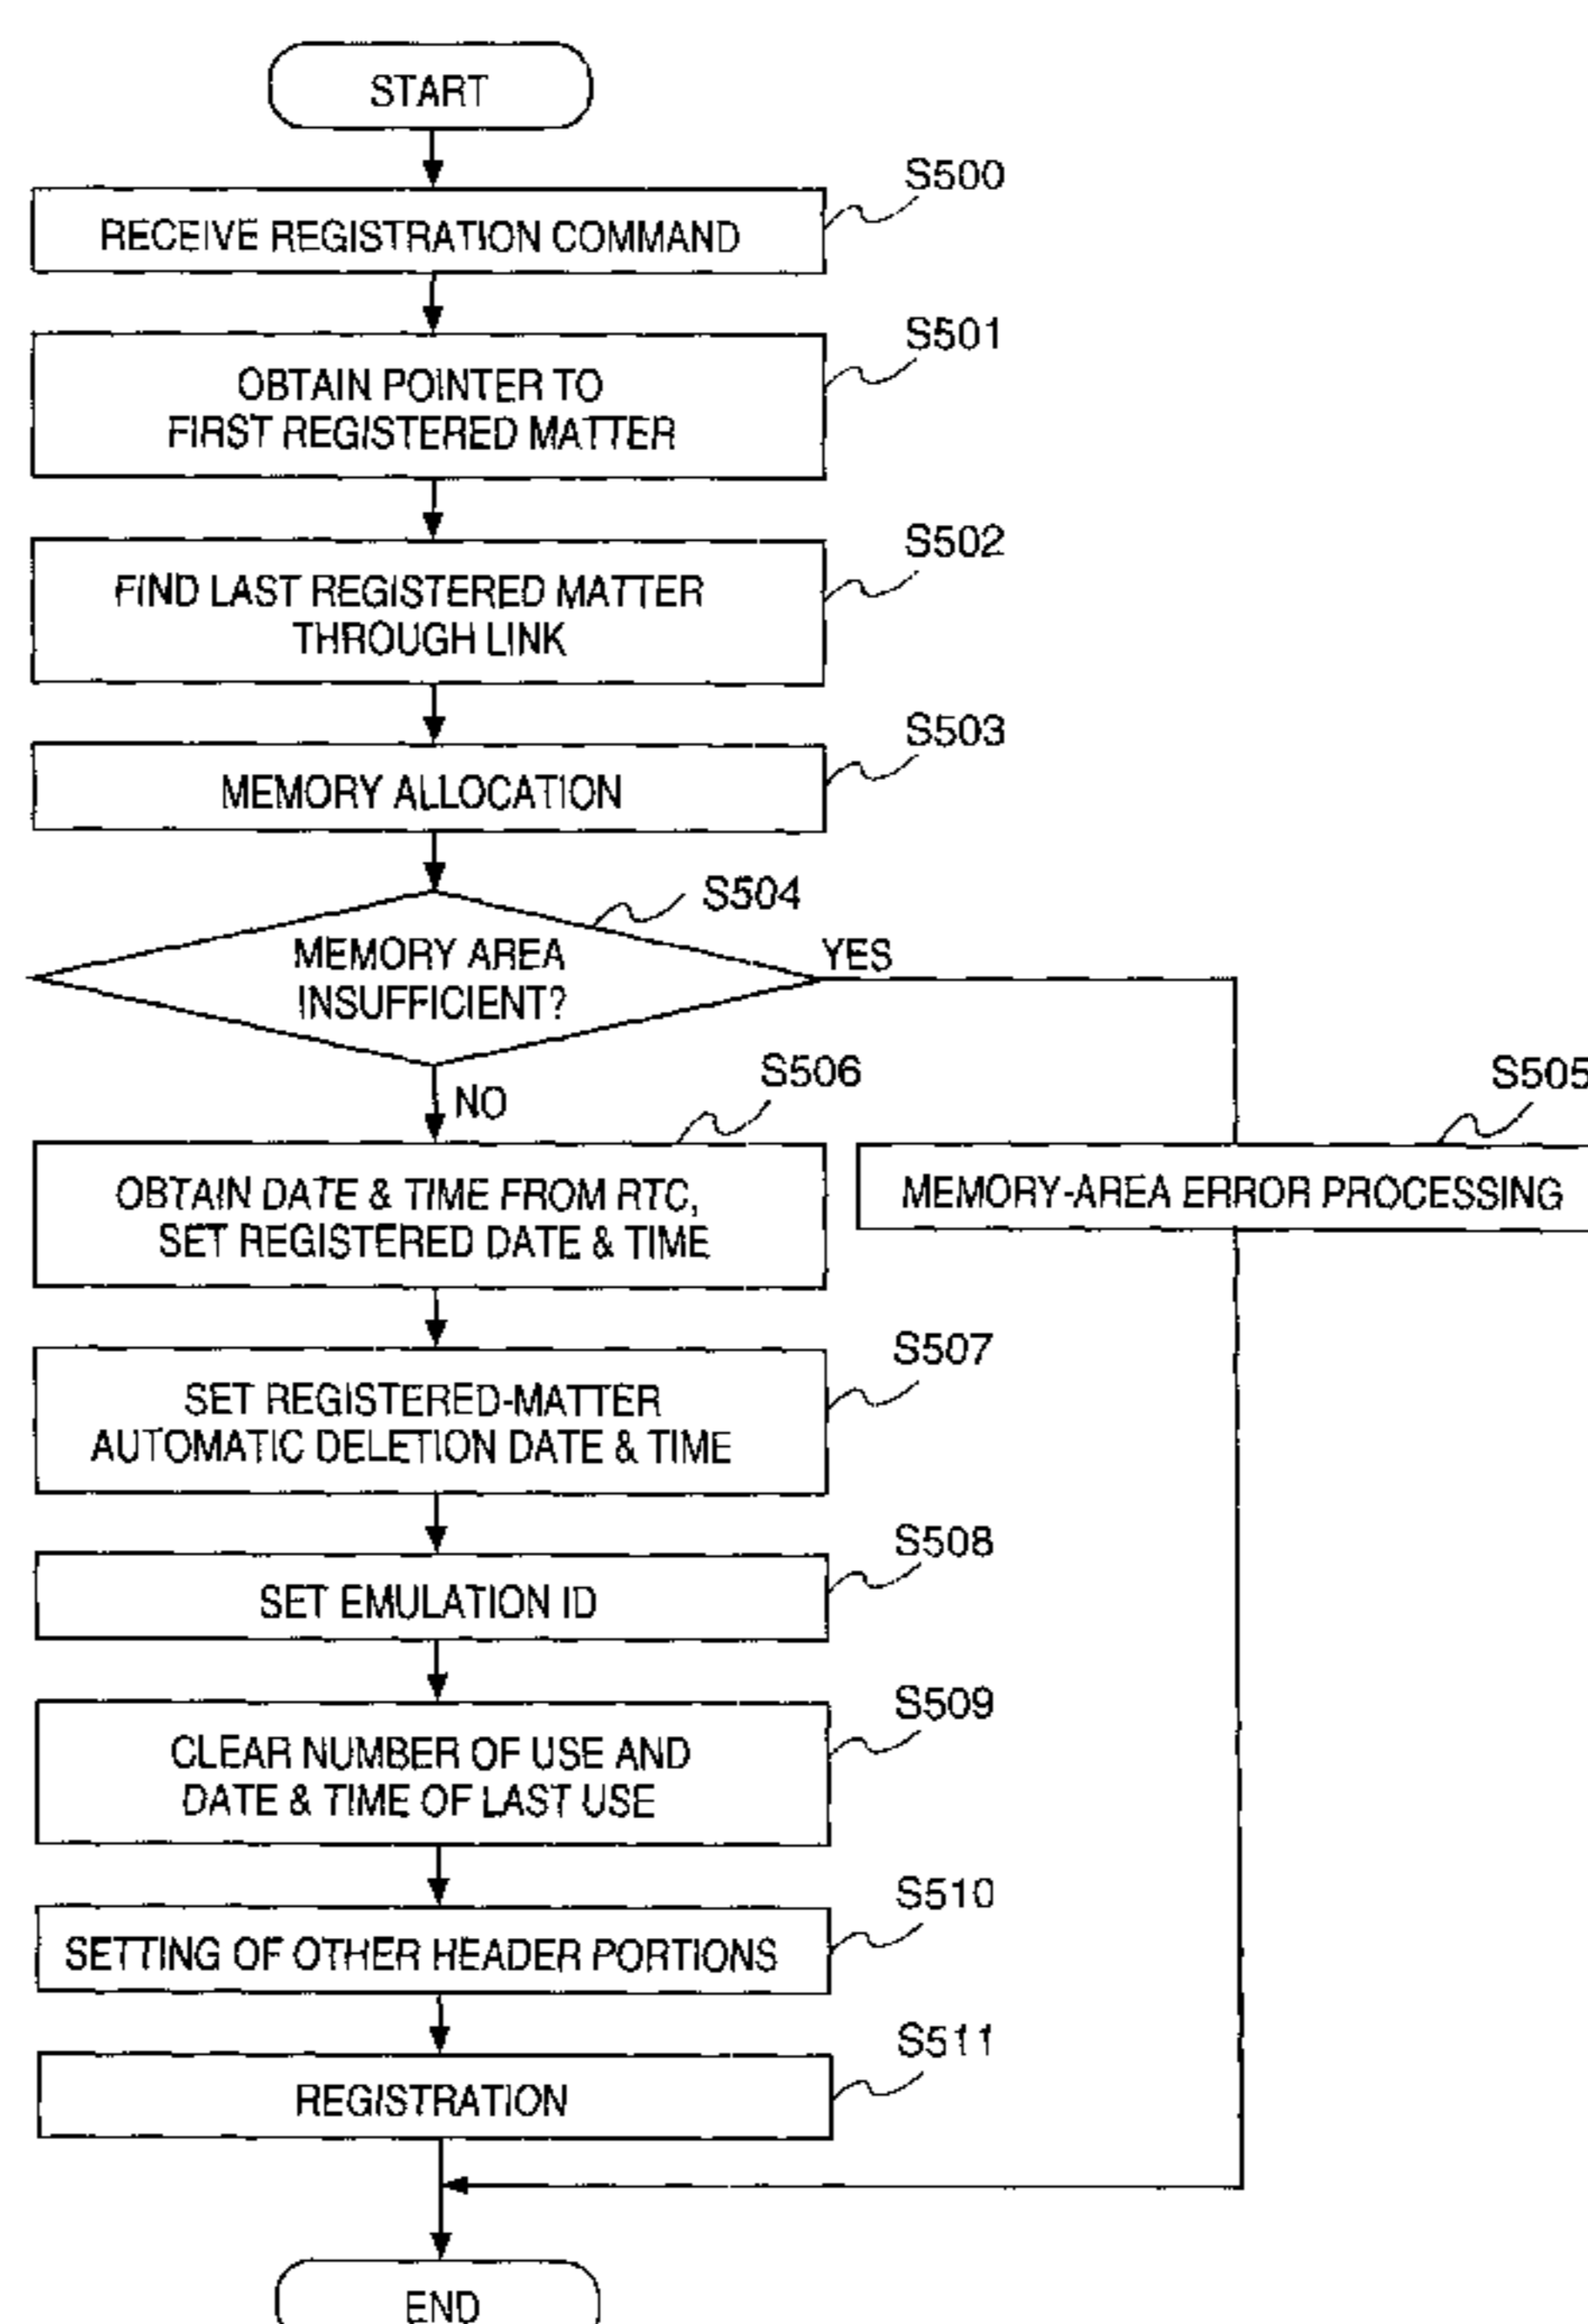 START
S500
RECEIVE REGISTRATION COMMAND
S501
OBTAIN POINTER TO
FIRST REGISTERED MATTER
S502
FIND LAST REGISTERED MATTER
THROUGH LINK
S503
MEMORY ALLOCATION
S504
MEMORY AREA
INSUFFICIENT?
YES
NO
S506
S505
OBTAIN DATE & TIME FROM RTC,
SET REGISTERED DATE & TIME
MEMORY-AREA ERROR PROCESSING
S507
SET REGISTERED-MATTER
AUTOMATIC DELETION DATE & TIME
S508
SET EMULATION ID
S509
CLEAR NUMBER OF USE AND
DATE & TIME OF LAST USE
S510
SETTING OF OTHER HEADER PORTIONS
S511
REGISTRATION
END